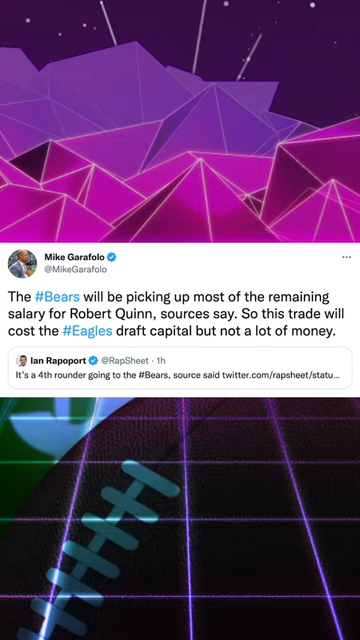 Mike Garafolo
@MikeGarafolo
The #Bears will be picking up most of the remaining
salary for Robert Quinn, sources say. So this trade will
cost the #Eagles draft capital but not a lot of money.
Ian Rapoport @RapSheet · 1h
It's a 4th rounder going to the #Bears, source said twitter.com/rapsheet/statu...